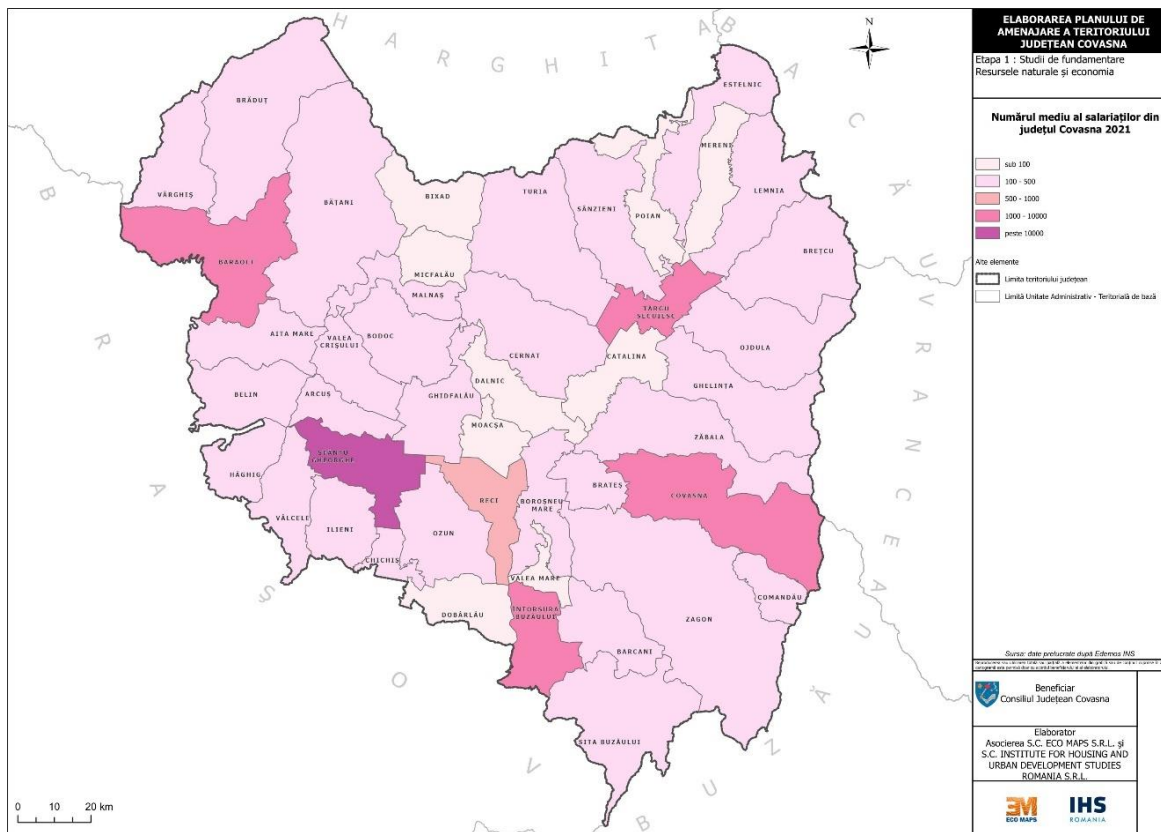 HARGHITA
BACĂU
VRANCEA
BUZĂU
BRAȘOV
N
ESTELNIC
BRĂDUȚ
MERENI
LEMNIA
VÂRGHIȘ
BIXAD
TURIA
BĂȚANI
SÂNZIENI
POIAN
BREȚCU
BARAOLT
MICFALĂU
MALNAȘ
TÂRGU
SECUIESC
AITA MARE
VALEA
CRIȘULUI
BODOC
CERNAT
CATALINA
OJDULA
DALNIC
GHELINȚA
BELIN
ARCUȘ
GHIDFALĂU
MOACȘA
ZĂBALA
SFÂNTU
GHEORGHE
HĂGHIG
RECI
BRATEȘ
COVASNA
BOROȘNEU
MARE
VÂLCELE
ILIENI
OZUN
CHICHIȘ
VALEA MARE
COMANDĂU
DOBÂRLĂU
ÎNTORSURA
BUZĂULUI
ZAGON
BARCANI
SITA BUZĂULUI
0 10 20 km
ELABORAREA PLANULUI DE
AMENAJARE A TERITORIULUI
JUDEȚEAN COVASNA
Etapa 1 : Studii de fundamentare
Resursele naturale și economia
Numărul mediu al salariaților din
județul Covasna 2021
sub 100
100 - 500
500 - 1000
1000 - 10000
peste 10000
Alte elemente
Limita teritoriului județean
Limită Unitate Administrativ - Teritorială de bază
Sursa: date prelucrate după Edemos INS
Beneficiar
Consiliul Județean Covasna
Elaborator
Asocierea S.C. ECO MAPS S.R.L. și
S.C. INSTITUTE FOR HOUSING AND
URBAN DEVELOPMENT STUDIES
ROMANIA S.R.L.
EM
ECO MAPS
IHS
ROMANIA